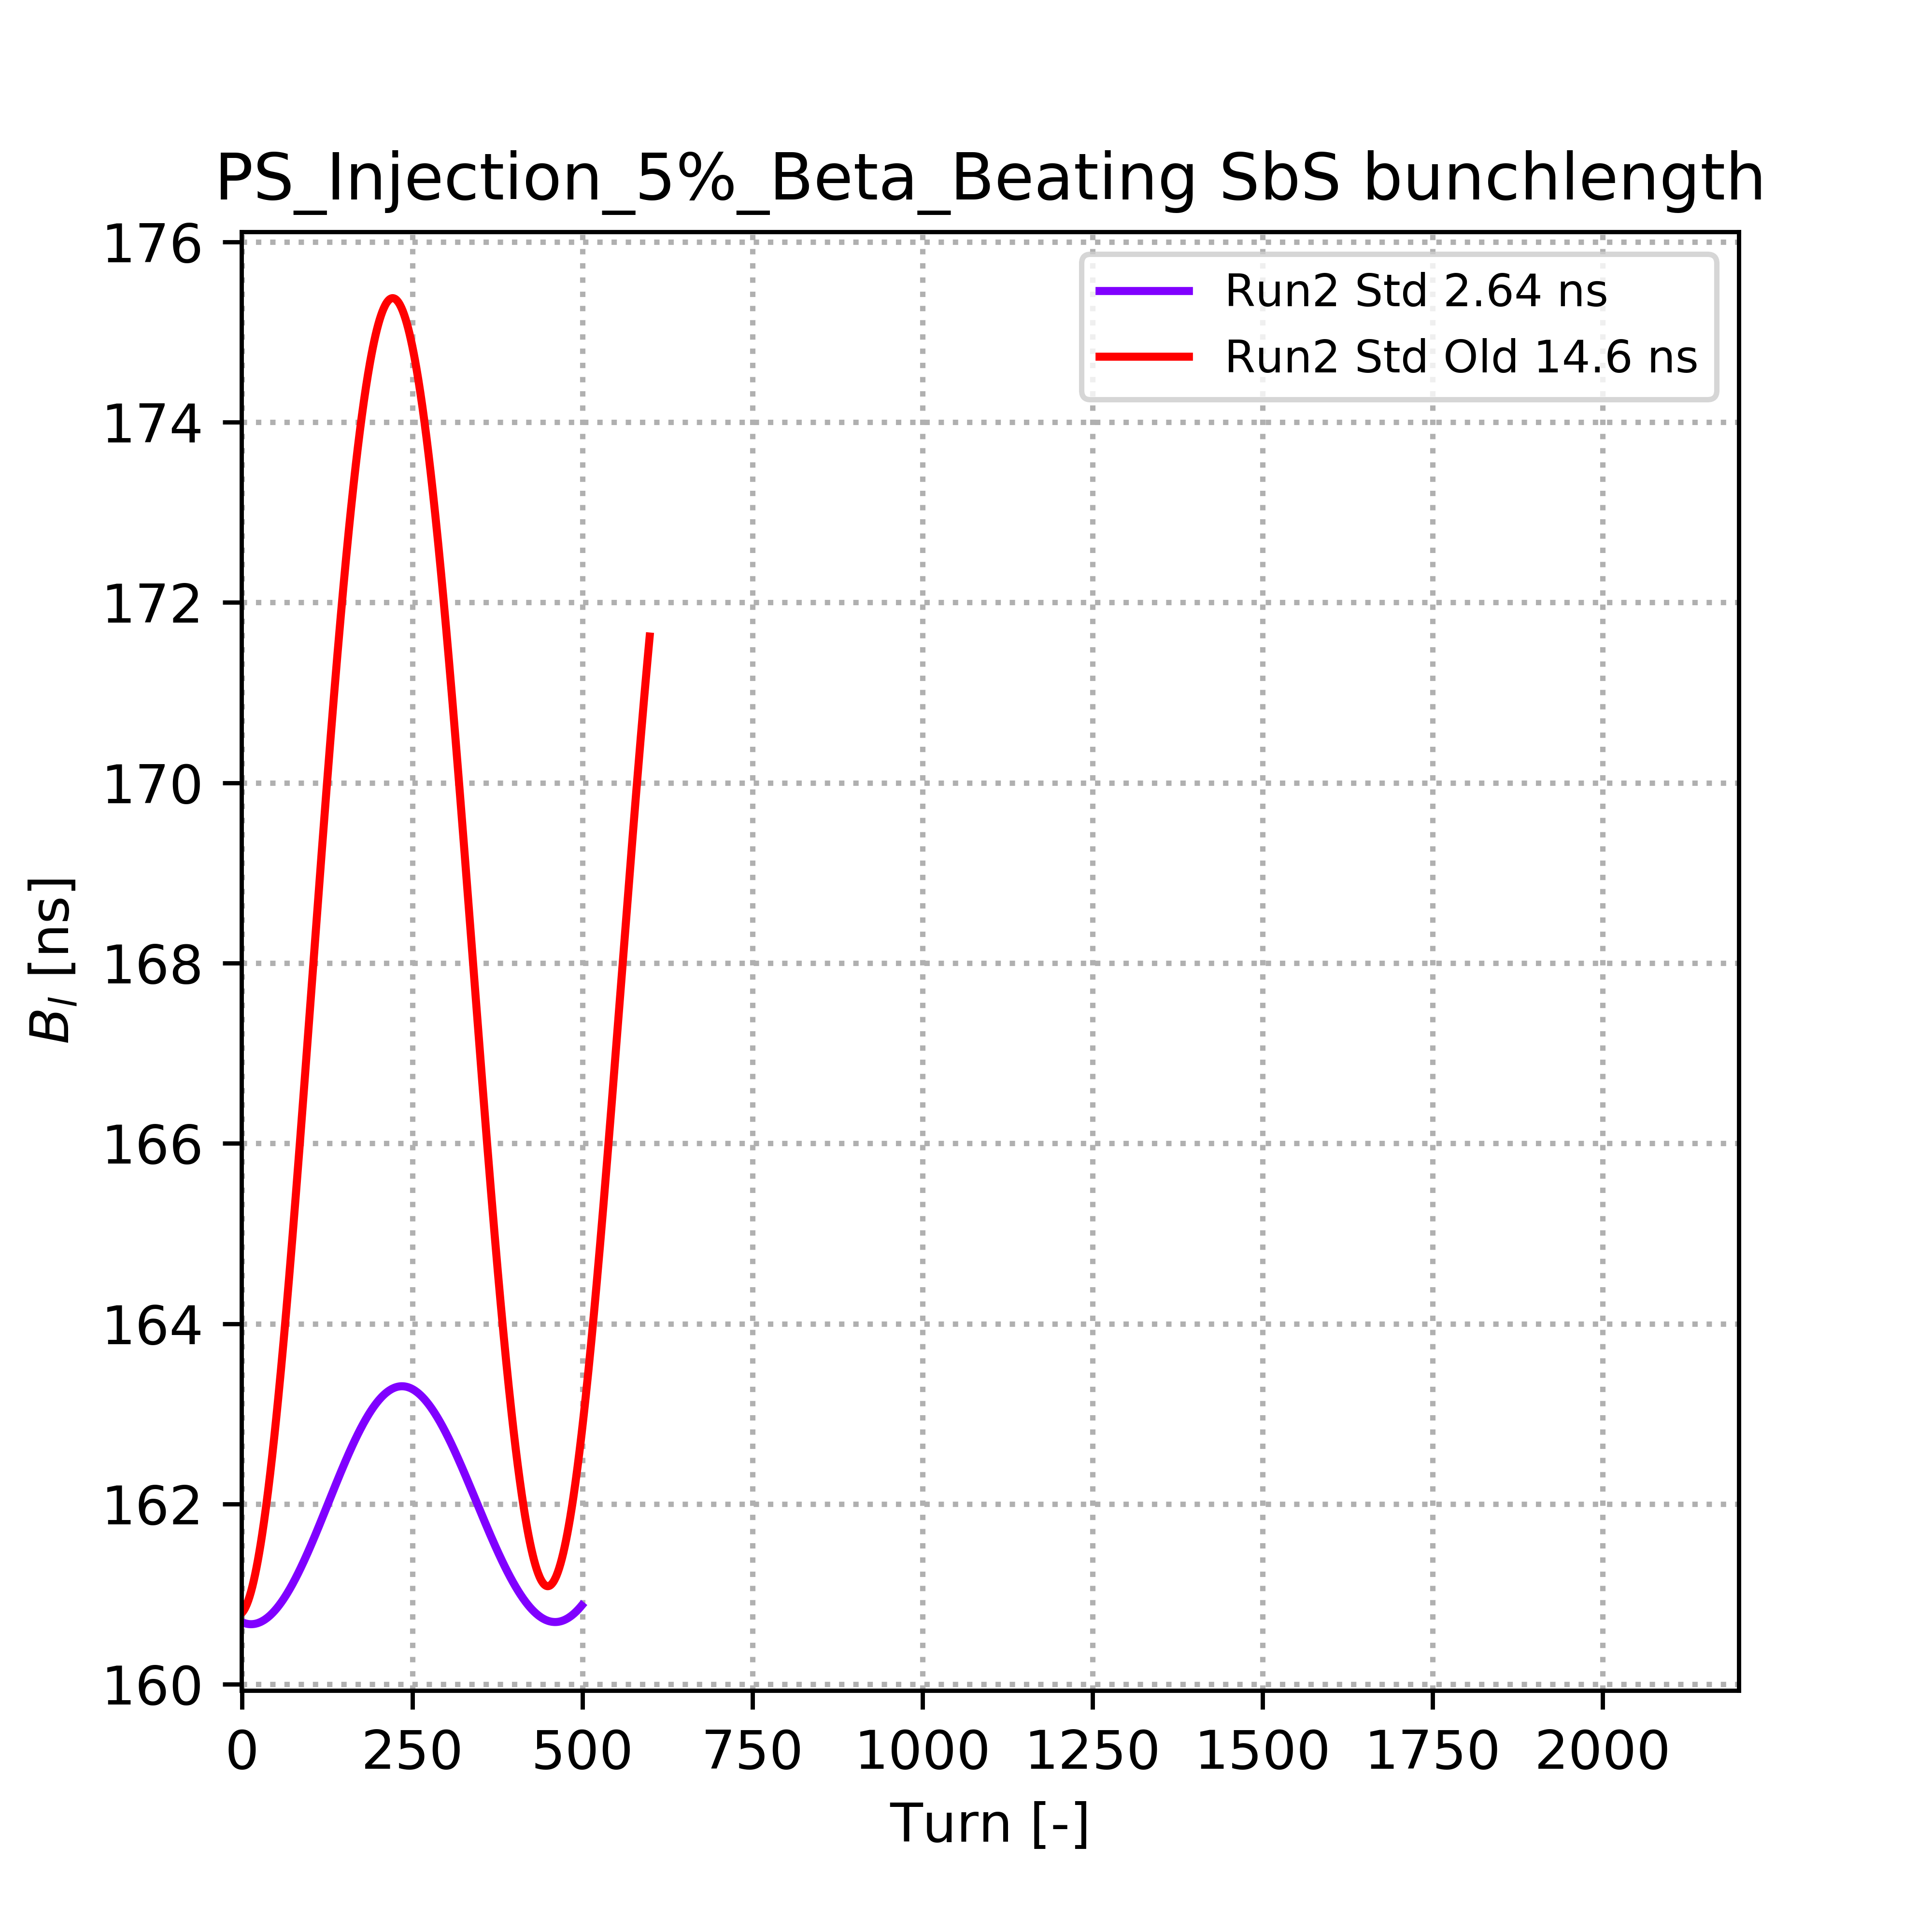 PS_Injection_5%_Beta_Beating SbS bunchlength
176
174
172
170
168
166
164
162
160
B_l [ns]
Run2 Std 2.64 ns
Run2 Std Old 14.6 ns
0 250 500 750 1000 1250 1500 1750 2000
Turn [-]